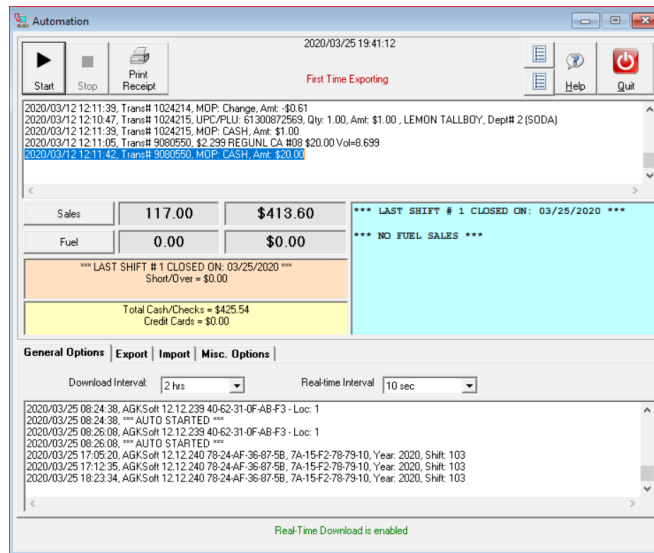 Automation
2020/03/25 19:41:12
Start
Stop
Print
Receipt
First Time Exporting
Help
Quit
2020/03/12 12:11:39, Trans# 1024214, MOP: Change, Amt: -$0.61
2020/03/12 12:10:47, Trans# 1024215, UPC/PLU: 61300872569, Qty: 1.00, Amt: $1.00 , LEMON TALLBOY, Dept# 2 (SODA)
2020/03/12 12:11:39, Trans# 1024215, MOP: CASH, Amt: $1.00
2020/03/12 12:11:05, Trans# 9080550, $2.299 REGUNL CA #08 $20.00 Vol=8.699
2020/03/12 12:11:42, Trans# 9080550, MOP: CASH, Amt: $20.00
Sales 117.00 $413.60
Fuel 0.00 $0.00
*** LAST SHIFT # 1 CLOSED ON: 03/25/2020 ***
*** NO FUEL SALES ***
*** LAST SHIFT # 1 CLOSED ON: 03/25/2020 ***
Short/Over = $0.00
Total Cash/Checks = $425.54
Credit Cards = $0.00
General Options Export Import Misc. Options
Download Interval: 2 hrs Real-time Interval 10 sec
2020/03/25 08:24:38, AGKSoft 12.12.239 40-62-31-0F-AB-F3 - Loc: 1
2020/03/25 08:24:38, *** AUTO STARTED ***
2020/03/25 08:26:08, AGKSoft 12.12.239 40-62-31-0F-AB-F3 - Loc: 1
2020/03/25 08:26:08, *** AUTO STARTED ***
2020/03/25 17:05:20, AGKSoft 12.12.240 78-24-AF-36-87-5B, 7A-15-F2-78-79-10, Year: 2020, Shift: 103
2020/03/25 17:12:35, AGKSoft 12.12.240 78-24-AF-36-87-5B, 7A-15-F2-78-79-10, Year: 2020, Shift: 103
2020/03/25 18:23:34, AGKSoft 12.12.240 78-24-AF-36-87-5B, 7A-15-F2-78-79-10, Year: 2020, Shift: 103
Real-Time Download is enabled